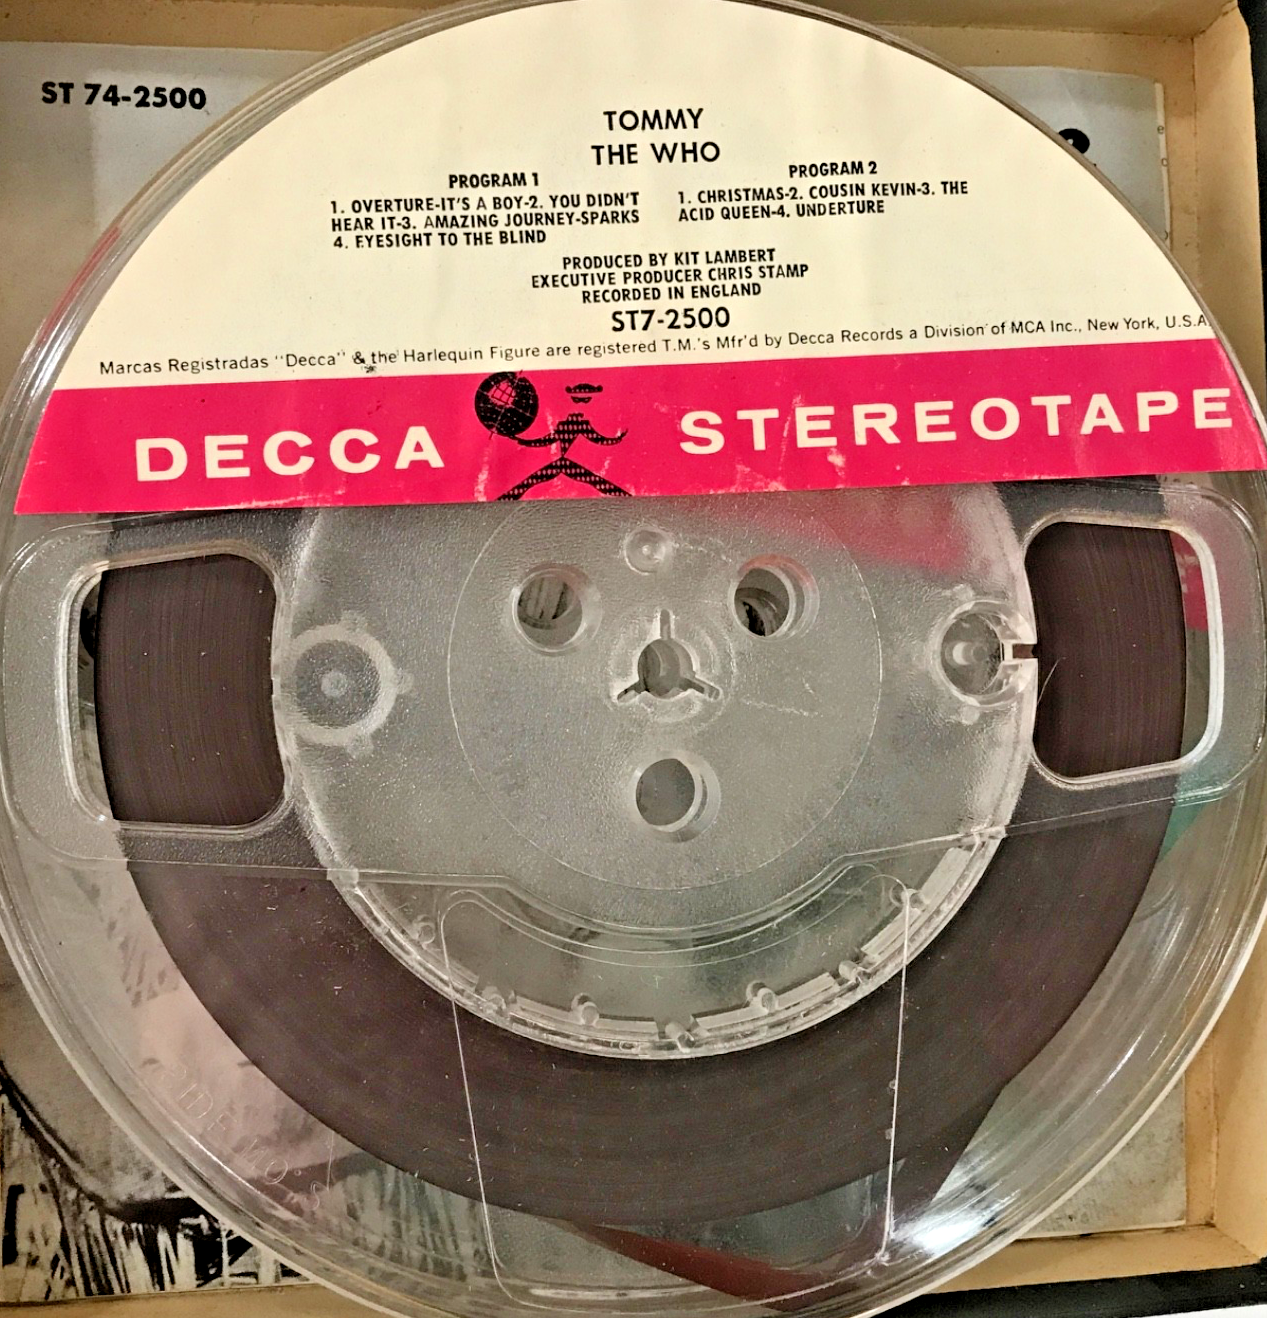 ST 74-2500
TOMMY
THE WHO
PROGRAM 1
1. OVERTURE-IT'S A BOY-2. YOU DIDN'T
HEAR IT-3. AMAZING JOURNEY-SPARKS
4. EYESIGHT TO THE BLIND
PROGRAM 2
1. CHRISTMAS-2. COUSIN KEVIN-3. THE
ACID QUEEN-4. UNDERTURE
PRODUCED BY KIT LAMBERT
EXECUTIVE PRODUCER CHRIS STAMP
RECORDED IN ENGLAND
ST7-2500
Marcas Registradas "Decca" & the Harlequin Figure are registered T.M.'s Mfr'd by Decca Records a Division of MCA Inc., New York, U.S.A.
DECCA STEREOTAPE